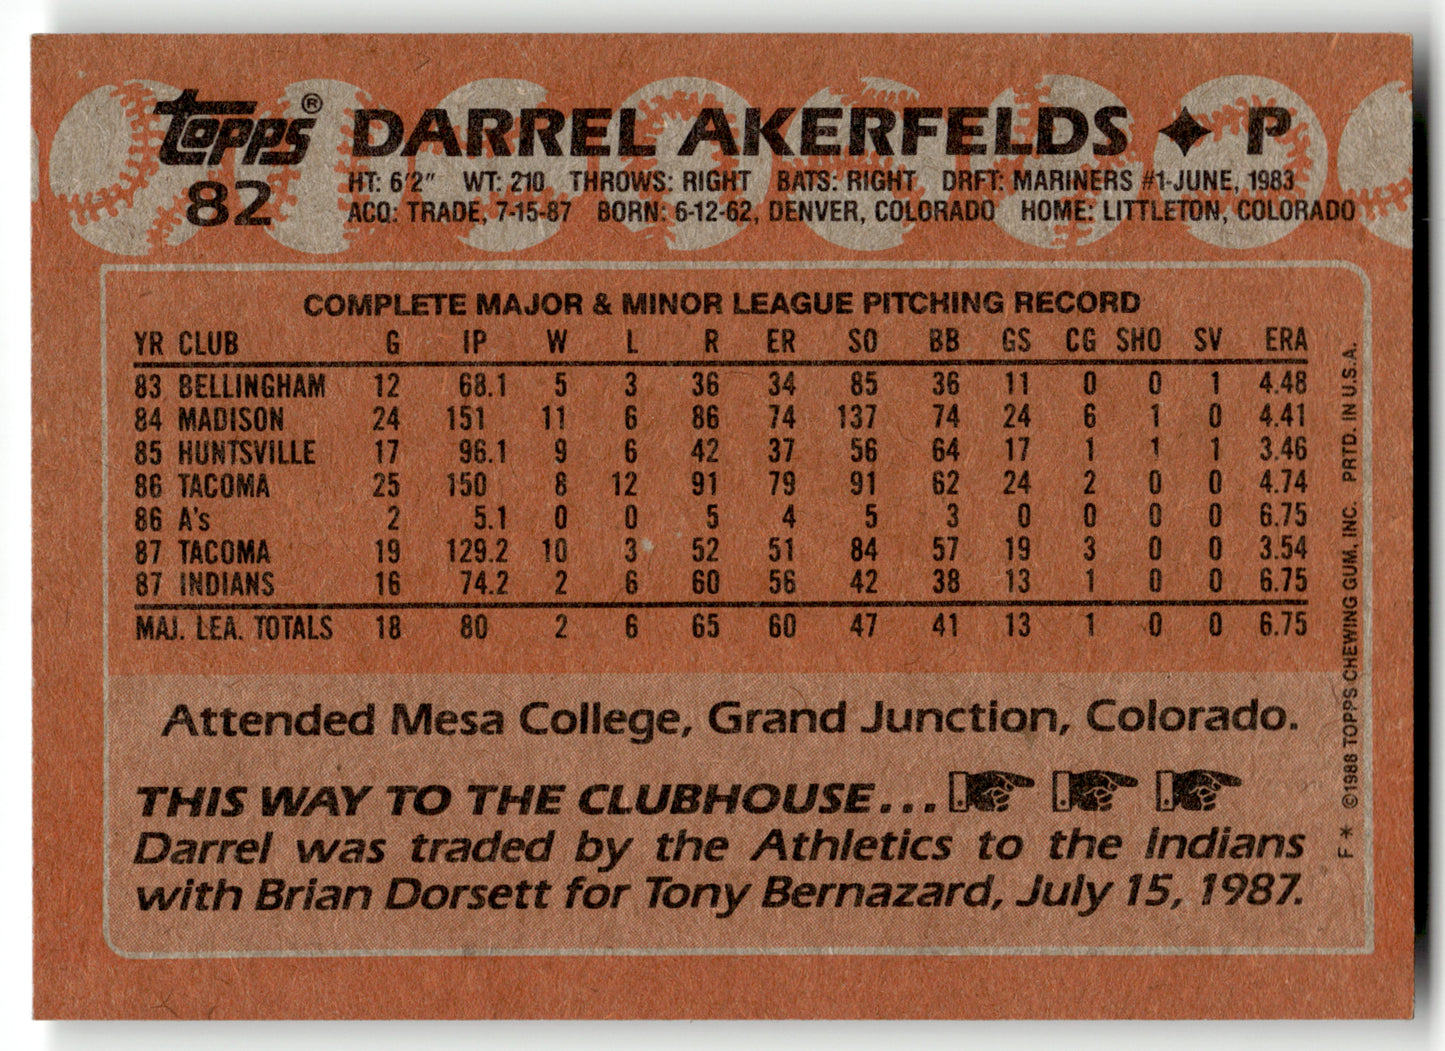 topps® DARREL AKERFELDS ✦ P
82
HT: 6'2" WT: 210 THROWS: RIGHT BATS: RIGHT DRFT: MARINERS #1-JUNE, 1983
ACQ: TRADE, 7-15-87 BORN: 6-12-62, DENVER, COLORADO HOME: LITTLETON, COLORADO
COMPLETE MAJOR & MINOR LEAGUE PITCHING RECORD
YR CLUB G IP W L R ER SO BB GS CG SHO SV ERA
83 BELLINGHAM 12 68.1 5 3 36 34 85 36 11 0 0 1 4.48
84 MADISON 24 151 11 6 86 74 137 74 24 6 1 0 4.41
85 HUNTSVILLE 17 96.1 9 6 42 37 56 64 17 1 1 1 3.46
86 TACOMA 25 150 8 12 91 79 91 62 24 2 0 0 4.74
86 A's 2 5.1 0 0 5 4 5 3 0 0 0 0 6.75
87 TACOMA 19 129.2 10 3 52 51 84 57 19 3 0 0 3.54
87 INDIANS 16 74.2 2 6 60 56 42 38 13 1 0 0 6.75
MAJ. LEA. TOTALS 18 80 2 6 65 60 47 41 13 1 0 0 6.75
Attended Mesa College, Grand Junction, Colorado.
THIS WAY TO THE CLUBHOUSE...
Darrel was traded by the Athletics to the Indians
with Brian Dorsett for Tony Bernazard, July 15, 1987.
F* ©1988 TOPPS CHEWING GUM, INC. PRTD. IN U.S.A.